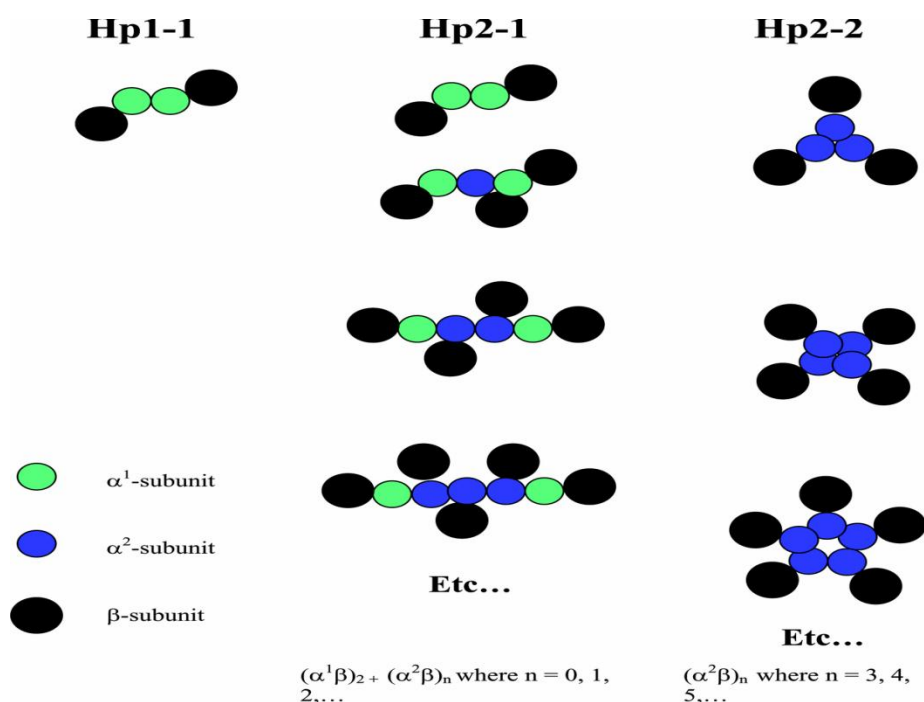 Hp1-1 Hp2-1 Hp2-2
α¹-subunit
α²-subunit
β-subunit
Etc...
Etc...
(α¹β)₂ + (α²β)ₙ where n = 0, 1,
2,...
(α²β)ₙ where n = 3, 4,
5,...